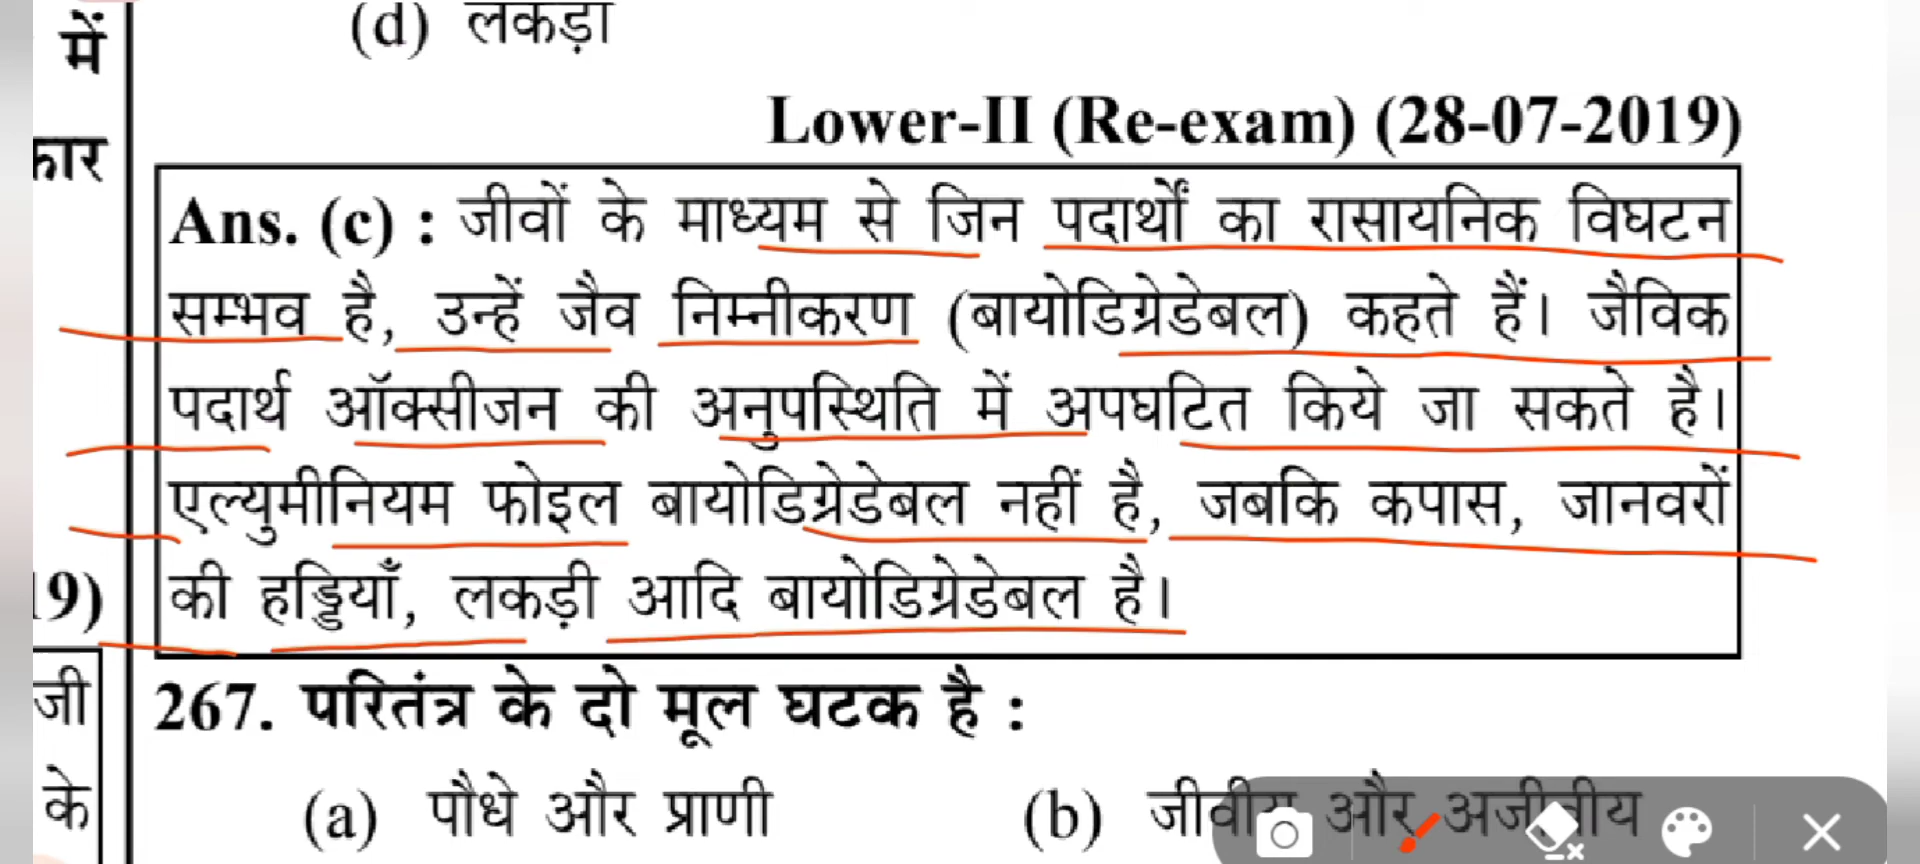 (d) लकड़ी
Lower-II (Re-exam) (28-07-2019)
Ans. (c) : जीवों के माध्यम से जिन पदार्थों का रासायनिक विघटन
सम्भव है, उन्हें जैव निम्नीकरण (बायोडिग्रेडेबल) कहते हैं। जैविक
पदार्थ ऑक्सीजन की अनुपस्थिति में अपघटित किये जा सकते है।
एल्युमीनियम फोइल बायोडिग्रेडेबल नहीं है, जबकि कपास, जानवरों
की हड्डियाँ, लकड़ी आदि बायोडिग्रेडेबल है।
267. परितंत्र के दो मूल घटक है :
(a) पौधे और प्राणी
(b) जीवीय और अजीवीय
में
19)
जी
के